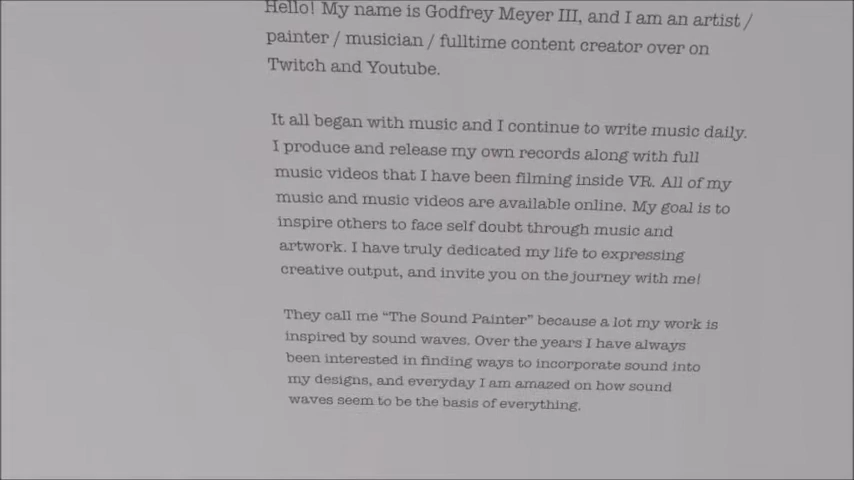 Hello! My name is Godfrey Meyer III, and I am an artist /
painter / musician / fulltime content creator over on
Twitch and Youtube.
It all began with music and I continue to write music daily.
I produce and release my own records along with full
music videos that I have been filming inside VR. All of my
music and music videos are available online. My goal is to
inspire others to face self doubt through music and
artwork. I have truly dedicated my life to expressing
creative output, and invite you on the journey with me!
They call me “The Sound Painter” because a lot my work is
inspired by sound waves. Over the years I have always
been interested in finding ways to incorporate sound into
my designs, and everyday I am amazed on how sound
waves seem to be the basis of everything.